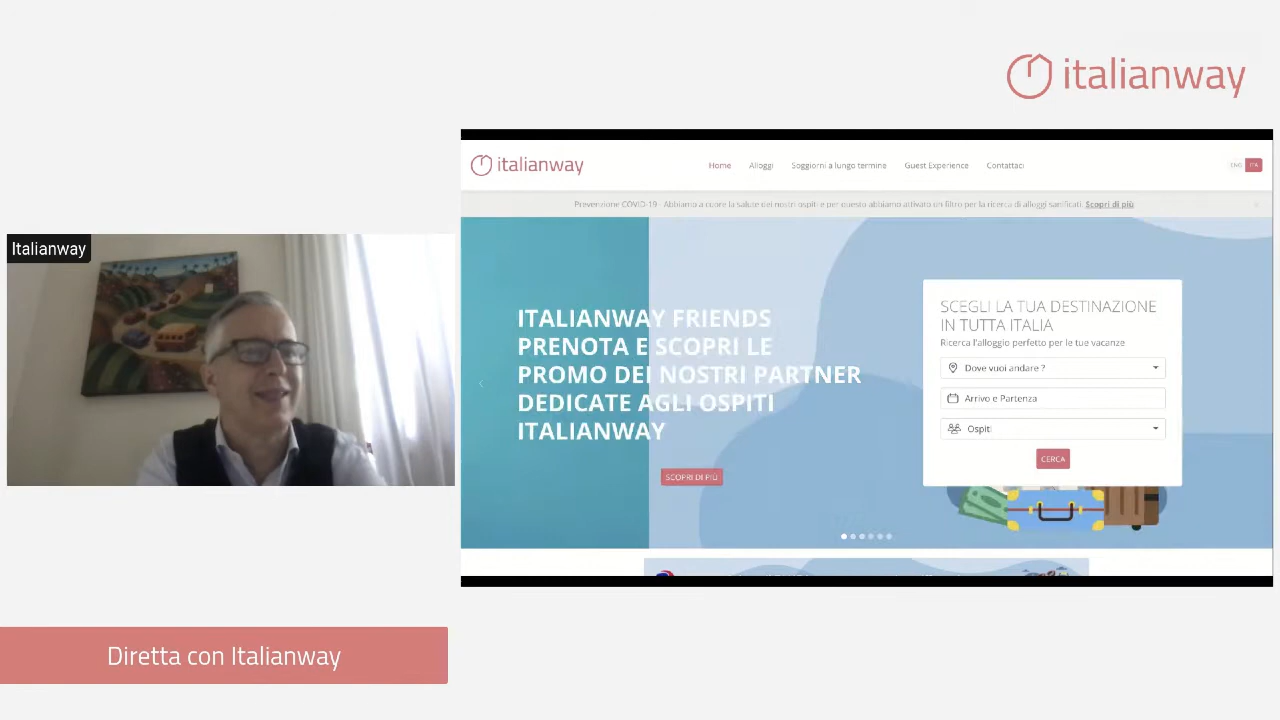 italianway
italianway
Home Alloggi Soggiorni a lungo termine Guest Experience Contattaci
ENG ITA
Prevenzione COVID-19 - Abbiamo a cuore la salute dei nostri ospiti e per questo abbiamo attivato un filtro per la ricerca di alloggi sanificati. Scopri di più
Italianway
ITALIANWAY FRIENDS
PRENOTA E SCOPRI LE
PROMO DEI NOSTRI PARTNER
DEDICATE AGLI OSPITI
ITALIANWAY
SCOPRI DI PIÙ
SCEGLI LA TUA DESTINAZIONE
IN TUTTA ITALIA
Ricerca l'alloggio perfetto per le tue vacanze
Dove vuoi andare ?
Arrivo e Partenza
Ospiti
CERCA
Diretta con Italianway